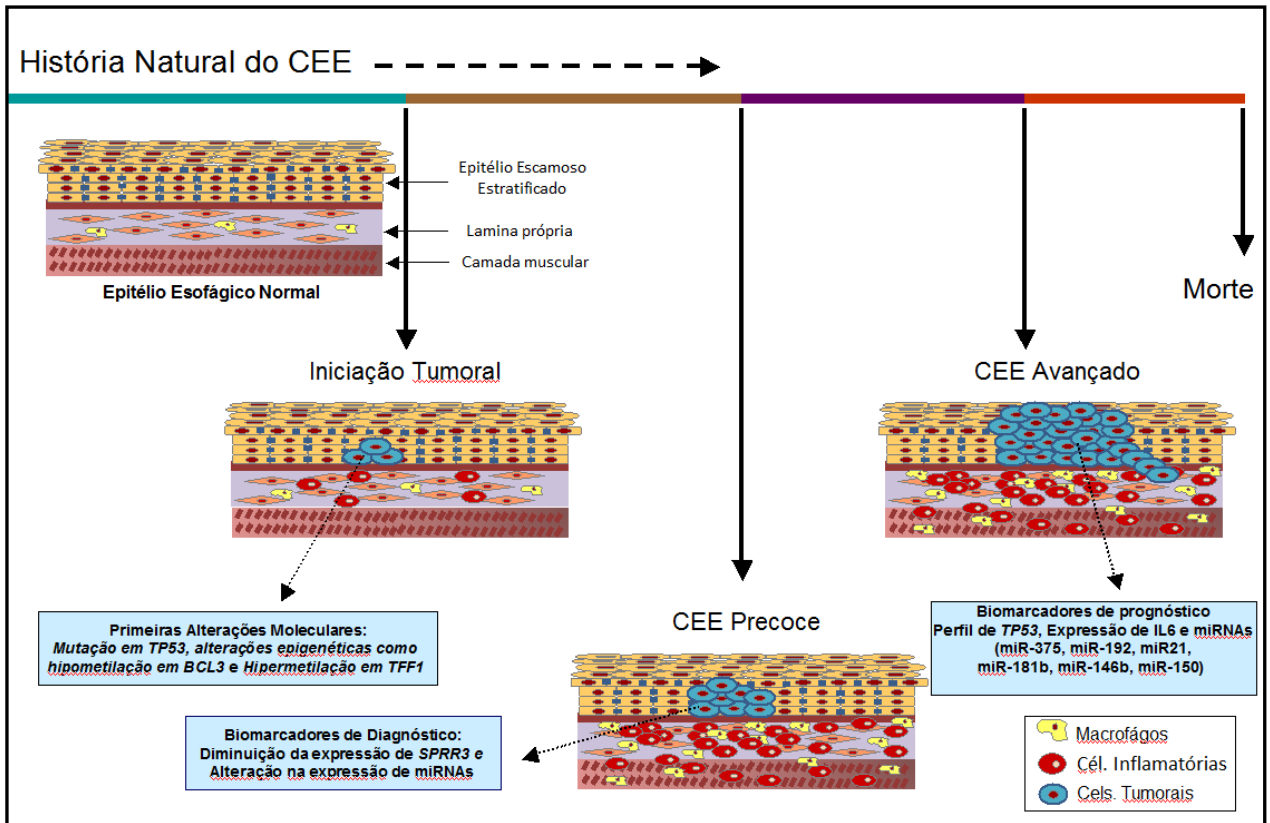 História Natural do CEE
Epitélio Escamoso
Estratificado
Lamina própria
Camada muscular
Epitélio Esofágico Normal
Morte
Iniciação Tumoral
CEE Avançado
Primeiras Alterações Moleculares:
Mutação em TP53, alterações epigenéticas como
hipometilação em BCL3 e Hipermetilação em TFF1
CEE Precoce
Biomarcadores de prognóstico
Perfil de TP53, Expressão de IL6 e miRNAs
(miR-375, miR-192, miR21,
miR-181b, miR-146b, miR-150)
Biomarcadores de Diagnóstico:
Diminuição da expressão de SPRR3 e
Alteração na expressão de miRNAs
Macrofágos
Cél. Inflamatórias
Cels. Tumorais